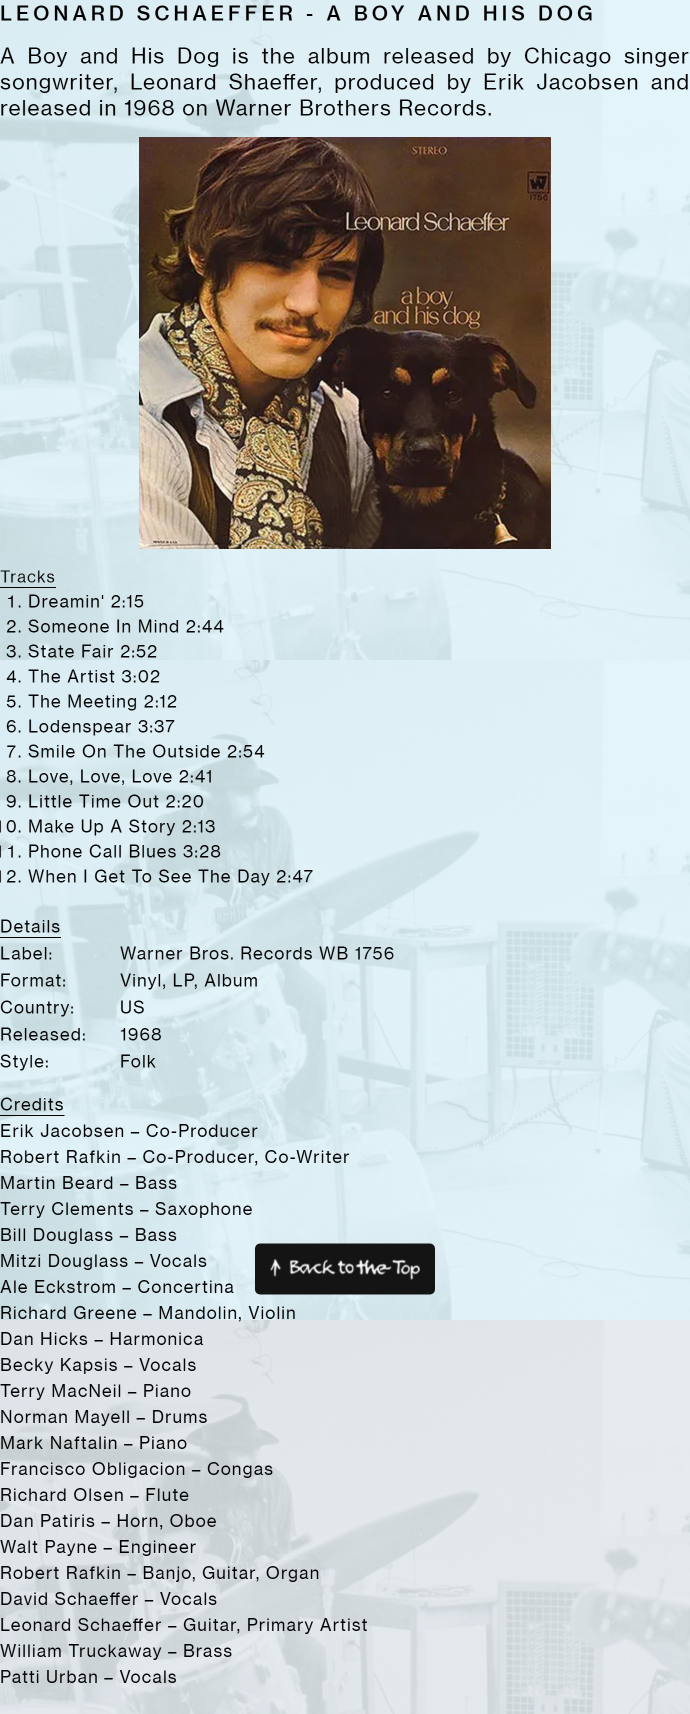 LEONARD SCHAEFFER - A BOY AND HIS DOG
A Boy and His Dog is the album released by Chicago singer
songwriter, Leonard Shaeffer, produced by Erik Jacobsen and
released in 1968 on Warner Brothers Records.
STEREO
W7
1756
Leonard Schaeffer
a boy
and his dog
Tracks
1. Dreamin' 2:15
2. Someone In Mind 2:44
3. State Fair 2:52
4. The Artist 3:02
5. The Meeting 2:12
6. Lodenspear 3:37
7. Smile On The Outside 2:54
8. Love, Love, Love 2:41
9. Little Time Out 2:20
10. Make Up A Story 2:13
11. Phone Call Blues 3:28
12. When I Get To See The Day 2:47
Details
Label: Warner Bros. Records WB 1756
Format: Vinyl, LP, Album
Country: US
Released: 1968
Style: Folk
Credits
Erik Jacobsen – Co-Producer
Robert Rafkin – Co-Producer, Co-Writer
Martin Beard – Bass
Terry Clements – Saxophone
Bill Douglass – Bass
Mitzi Douglass – Vocals
↑ Back to the Top
Ale Eckstrom – Concertina
Richard Greene – Mandolin, Violin
Dan Hicks – Harmonica
Becky Kapsis – Vocals
Terry MacNeil – Piano
Norman Mayell – Drums
Mark Naftalin – Piano
Francisco Obligacion – Congas
Richard Olsen – Flute
Dan Patiris – Horn, Oboe
Walt Payne – Engineer
Robert Rafkin – Banjo, Guitar, Organ
David Schaeffer – Vocals
Leonard Schaeffer – Guitar, Primary Artist
William Truckaway – Brass
Patti Urban – Vocals